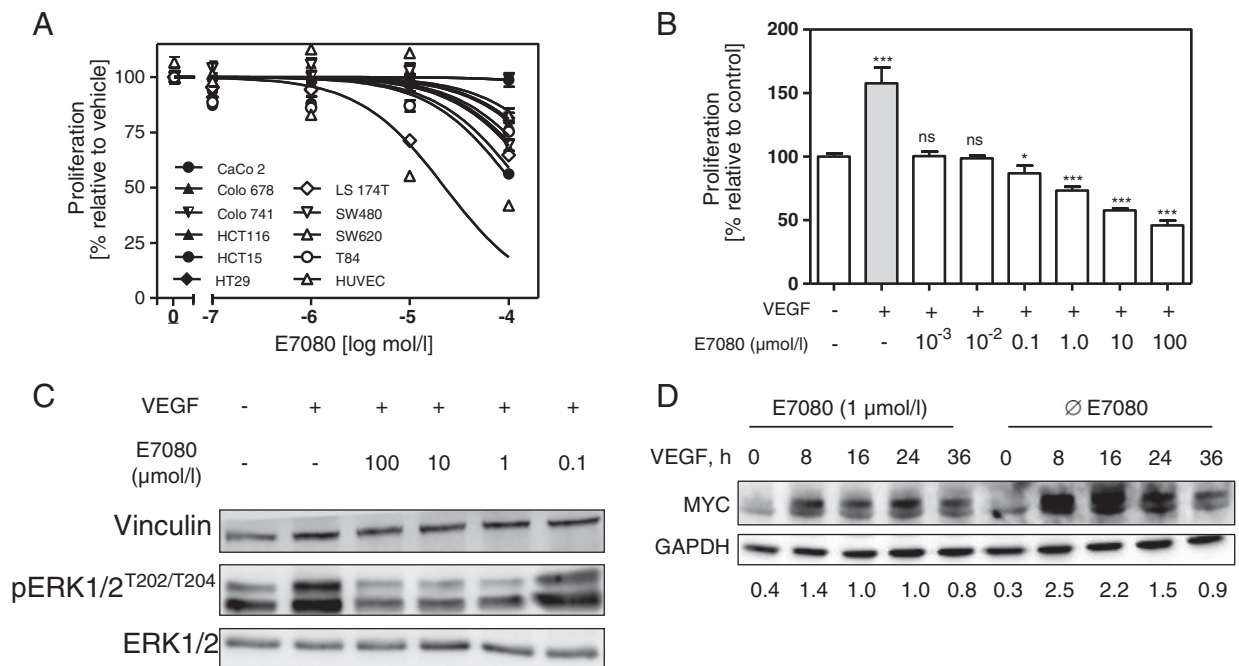 A
Proliferation
[% relative to vehicle]
100
75
50
25
0
CaCo 2
Colo 678
Colo 741
HCT116
HCT15
HT29
LS 174T
SW480
SW620
T84
HUVEC
0 -7 -6 -5 -4
E7080 [log mol/l]
B
Proliferation
[% relative to control]
200
150
100
50
0
*** ns ns * *** *** ***
VEGF - + + + + + + +
E7080 (µmol/l) - - 10-3 10-2 0.1 1.0 10 100
C
VEGF - + + + + +
E7080
(µmol/l) - - 100 10 1 0.1
Vinculin
pERK1/2T202/T204
ERK1/2
D
E7080 (1 µmol/l) ∅ E7080
VEGF, h 0 8 16 24 36 0 8 16 24 36
MYC
GAPDH
0.4 1.4 1.0 1.0 0.8 0.3 2.5 2.2 1.5 0.9